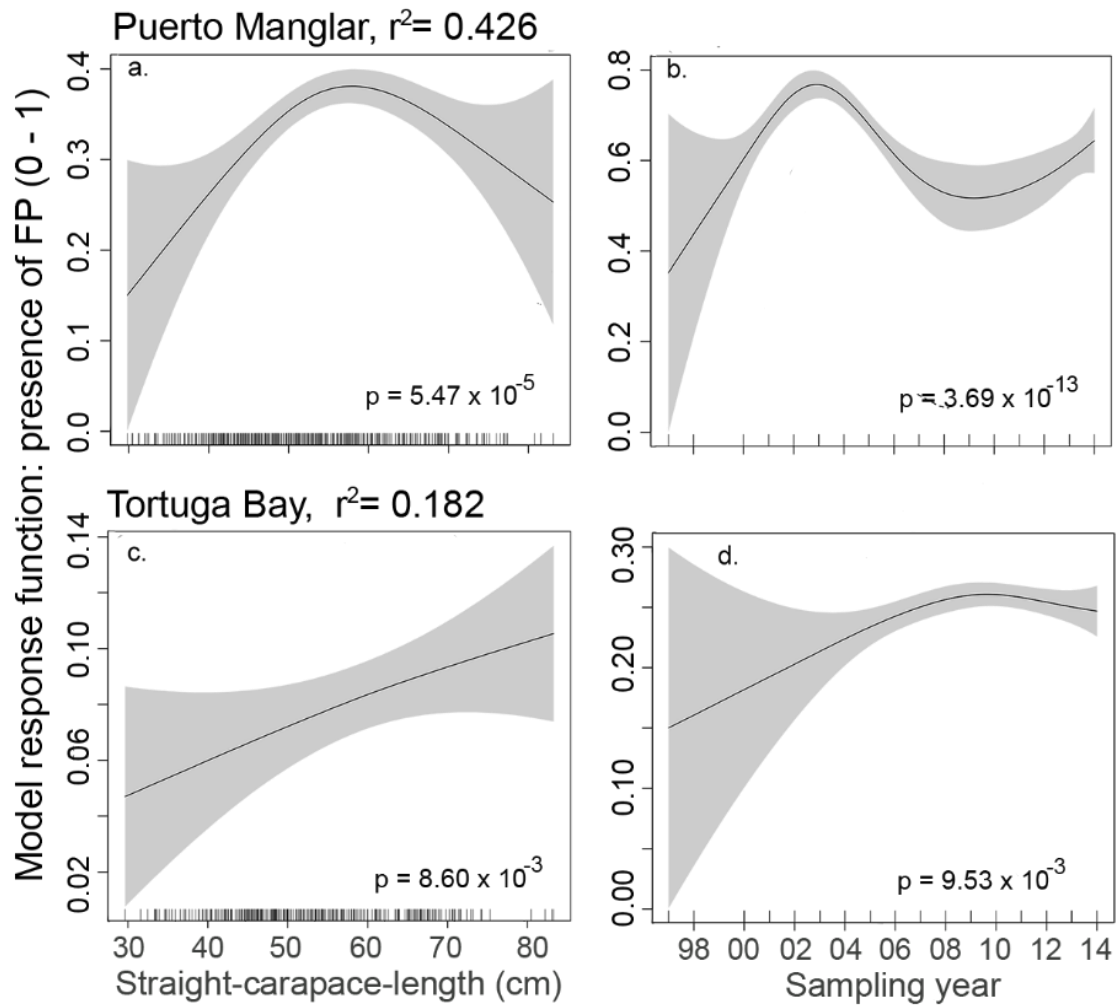 Puerto Manglar, r²= 0.426
Model response function: presence of FP (0 - 1)
a.
0.4
0.3
0.2
0.1
0.0
p = 5.47 x 10⁻⁵
b.
0.8
0.6
0.4
0.2
0.0
p = 3.69 x 10⁻¹³
Tortuga Bay, r²= 0.182
c.
0.14
0.10
0.06
0.02
p = 8.60 x 10⁻³
30 40 50 60 70 80
Straight-carapace-length (cm)
d.
0.30
0.20
0.10
0.00
p = 9.53 x 10⁻³
98 00 02 04 06 08 10 12 14
Sampling year